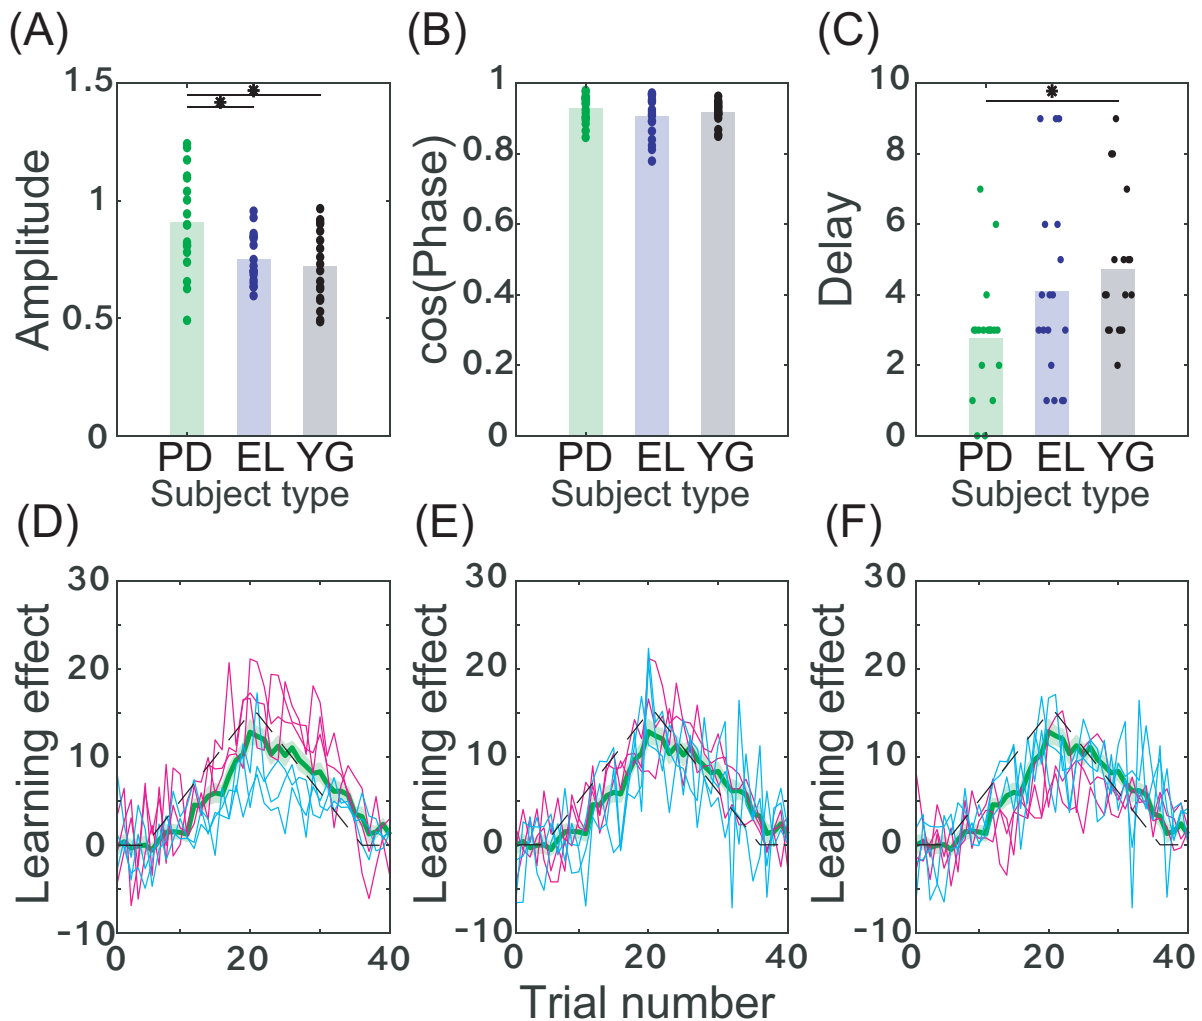 (A) (B) (C)
Amplitude
1.5
1
0.5
0
* *
PD EL YG
Subject type
cos(Phase)
1
0.8
0.6
0.4
0.2
0
PD EL YG
Subject type
Delay
10
8
6
4
2
0
*
PD EL YG
Subject type
(D) (E) (F)
Learning effect
30
20
10
0
-10
0 20 40
Learning effect
30
20
10
0
-10
0 20 40
Learning effect
30
20
10
0
-10
0 20 40
Trial number